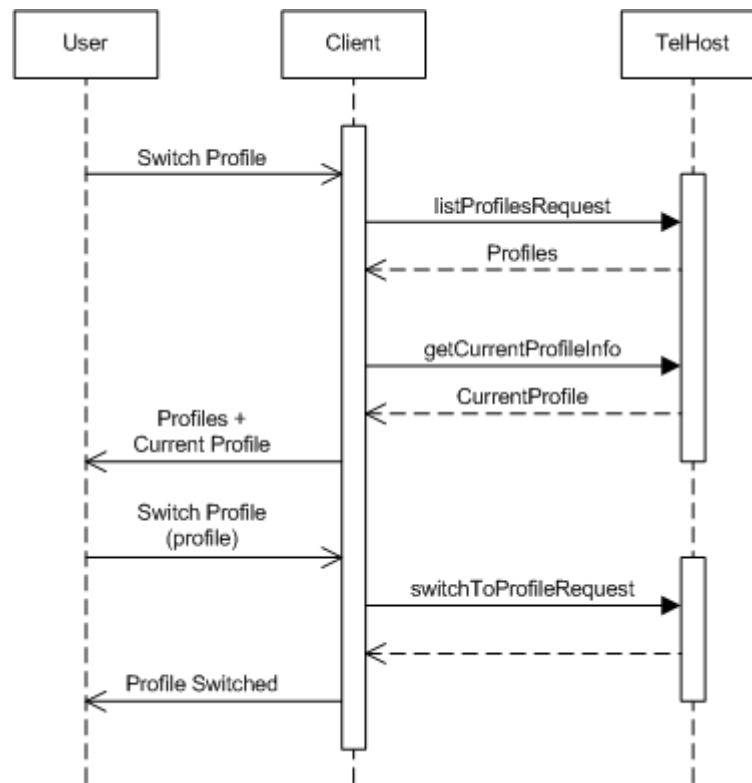 User
Client
TelHost
Switch Profile
listProfilesRequest
Profiles
getCurrentProfileInfo
CurrentProfile
Profiles +
Current Profile
Switch Profile
(profile)
switchToProfileRequest
Profile Switched